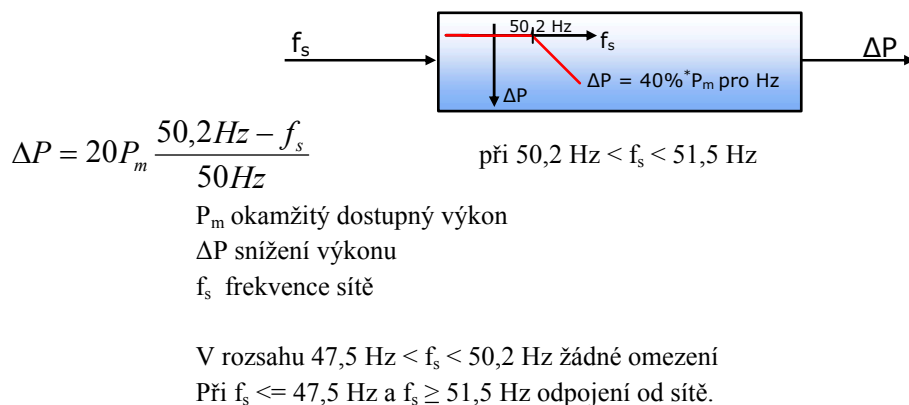 50,2 Hz
f_s
f_s
ΔP
ΔP
ΔP = 40%*P_m pro Hz
ΔP = 20P_m (50,2Hz − f_s) / 50Hz
při 50,2 Hz < f_s < 51,5 Hz
P_m okamžitý dostupný výkon
ΔP snížení výkonu
f_s frekvence sítě
V rozsahu 47,5 Hz < f_s < 50,2 Hz žádné omezení
Při f_s <= 47,5 Hz a f_s ≥ 51,5 Hz odpojení od sítě.